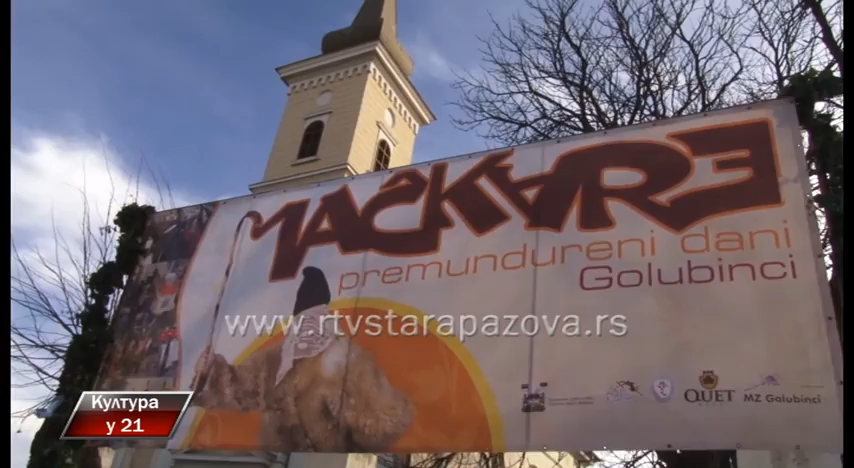 MAČKARE
premundureni dani
Golubinci
www.rtvstarapazova.rs
QUET
MZ Golubinci
Култура
у 21